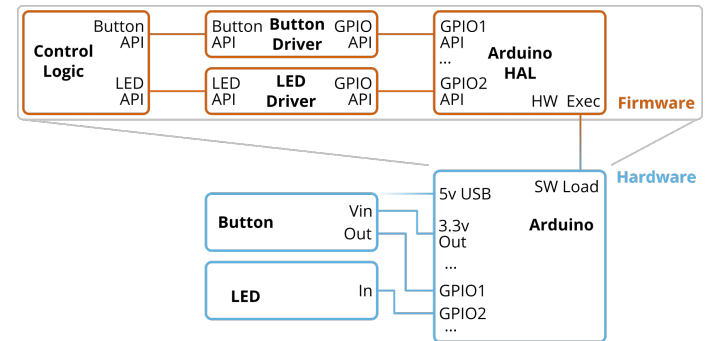 Control
Logic
Button
API
LED
API
Button
API
Button
Driver
GPIO
API
LED
API
LED
Driver
GPIO
API
GPIO1
API
...
GPIO2
API
Arduino
HAL
HW Exec
Firmware
Hardware
5v USB
SW Load
3.3v
Out
Arduino
...
GPIO1
GPIO2
...
Button
Vin
Out
LED
In